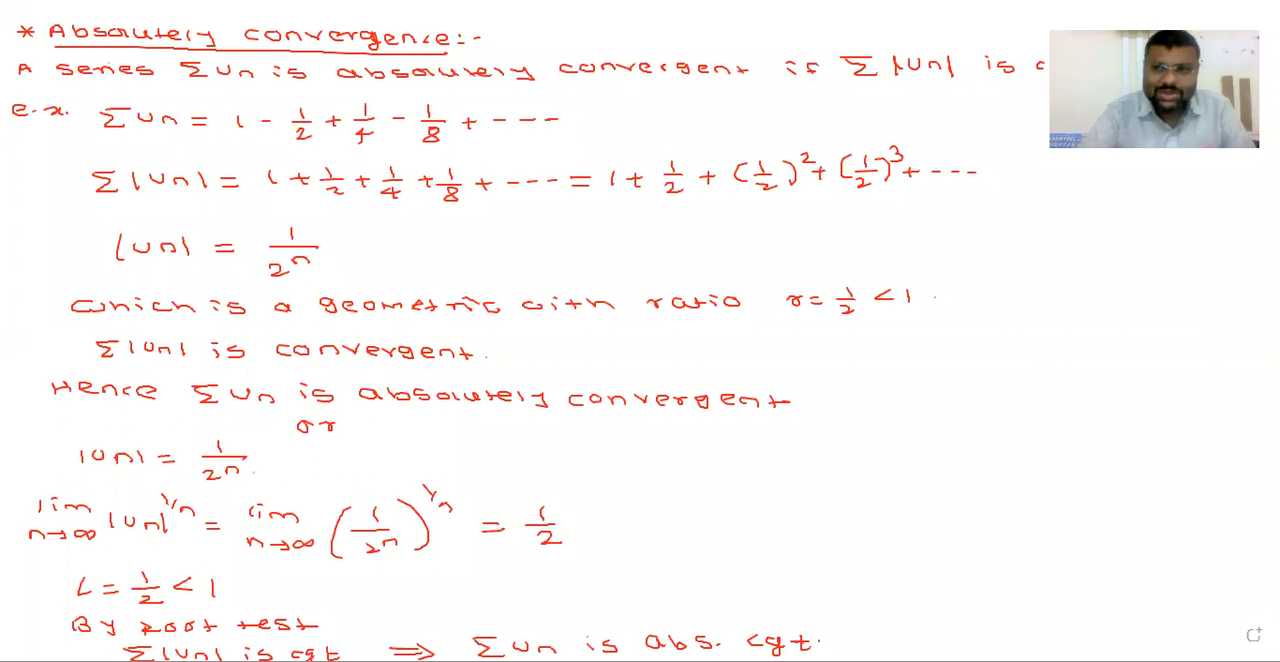 * Absolutely convergence:-
A series Σun is absolutely convergent if Σ|un| is c
e.x. Σun = 1 - 1/2 + 1/4 - 1/8 + ----
Σ|un| = 1 + 1/2 + 1/4 + 1/8 + --- = 1 + 1/2 + (1/2)^2 + (1/2)^3 + ---
|un| = 1/2^n
which is a geometric with ratio r = 1/2 < 1.
Σ|un| is convergent.
Hence Σun is absolutely convergent
or
|un| = 1/2^n.
lim n→∞ |un|^1/n = lim n→∞ (1/2^n)^1/n = 1/2
L = 1/2 < 1
By root test
Σ|un| is cgt ⇒ Σun is abs. cgt.